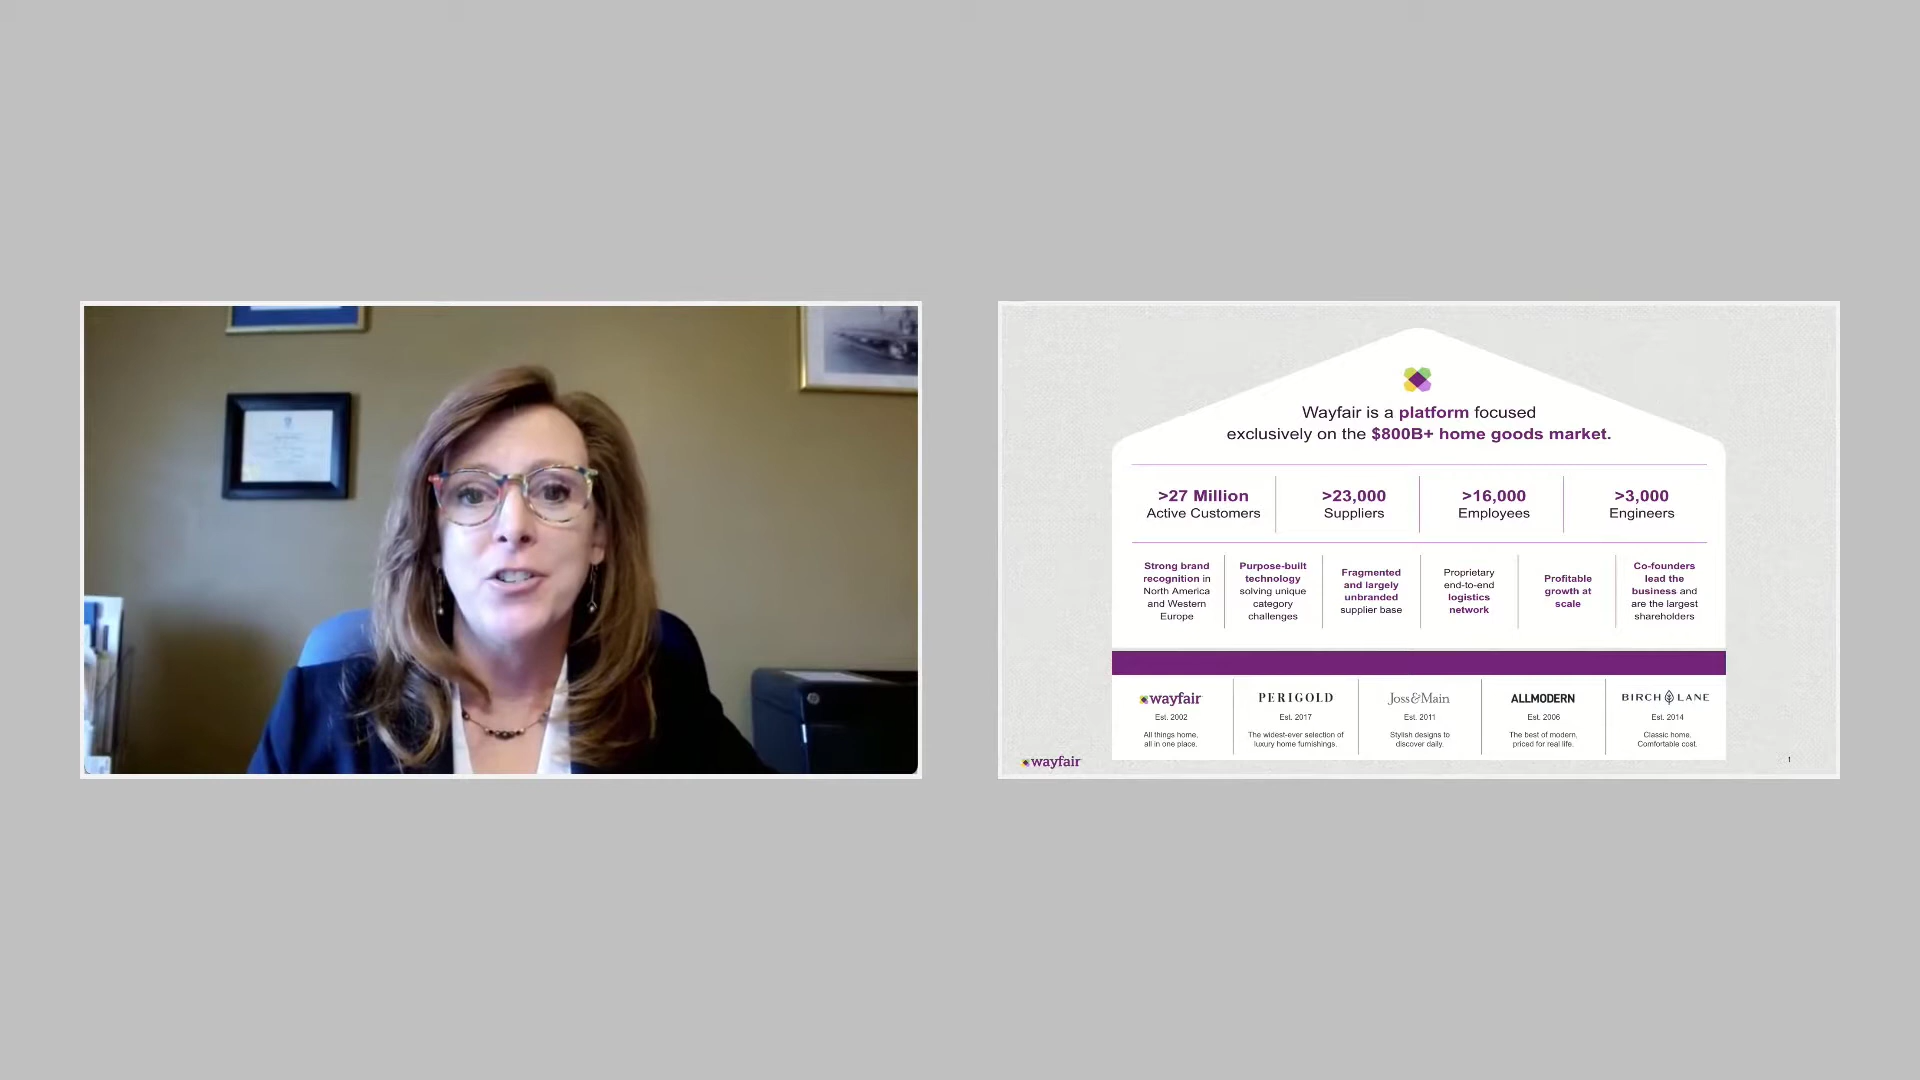 Wayfair is a platform focused
exclusively on the $800B+ home goods market.
>27 Million
Active Customers
>23,000
Suppliers
>16,000
Employees
>3,000
Engineers
Strong brand
recognition in
North America
and Western
Europe
Purpose-built
technology
solving unique
category
challenges
Fragmented
and largely
unbranded
supplier base
Proprietary
end-to-end
logistics
network
Profitable
growth at
scale
Co-founders
lead the
business and
are the largest
shareholders
wayfair
Est. 2002
All things home,
all in one place.
PERIGOLD
Est. 2017
The widest-ever selection of
luxury home furnishings.
Joss&Main
Est. 2011
Stylish designs to
discover daily.
ALLMODERN
Est. 2006
The best of modern,
priced for real life.
BIRCH LANE
Est. 2014
Classic home.
Comfortable cost.
wayfair
1